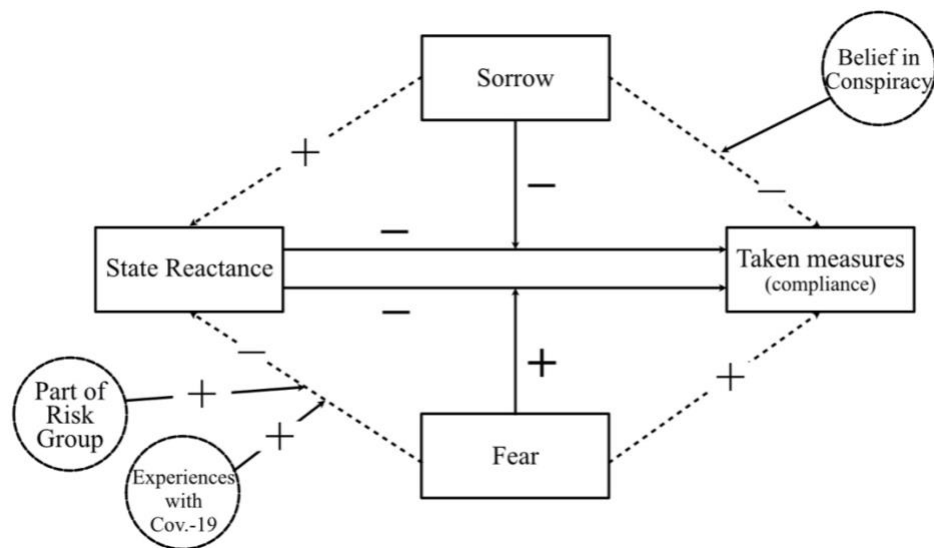 Sorrow
Belief in
Conspiracy
+
−
−
−
State Reactance
Taken measures
(compliance)
−
−
+
+
Part of
Risk
Group
+
+
Fear
Experiences
with
Cov.-19